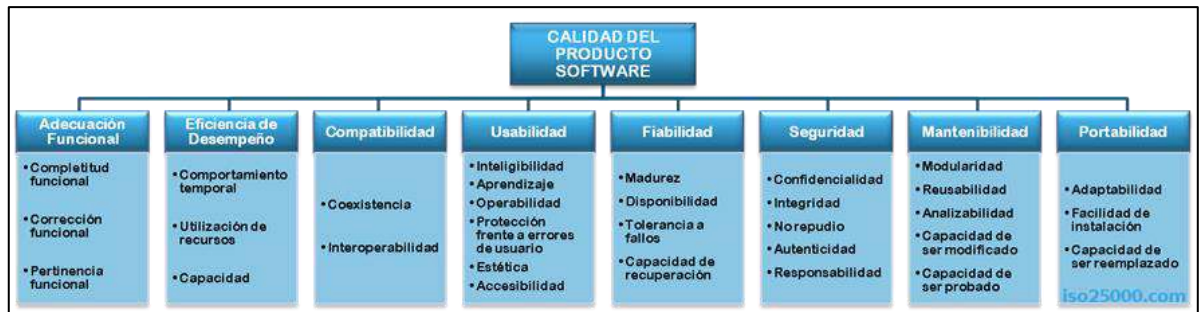 CALIDAD DEL
PRODUCTO
SOFTWARE
Adecuación
Funcional
•Completitud
funcional
•Corrección
funcional
•Pertinencia
funcional
Eficiencia de
Desempeño
•Comportamiento
temporal
•Utilización de
recursos
•Capacidad
Compatibilidad
•Coexistencia
•Interoperabilidad
Usabilidad
•Inteligibilidad
•Aprendizaje
•Operabilidad
•Protección
frente a errores
de usuario
•Estética
•Accesibilidad
Fiabilidad
•Madurez
•Disponibilidad
•Tolerancia a
fallos
•Capacidad de
recuperación
Seguridad
•Confidencialidad
•Integridad
•No repudio
•Autenticidad
•Responsabilidad
Mantenibilidad
•Modularidad
•Reusabilidad
•Analizabilidad
•Capacidad de
ser modificado
•Capacidad de
ser probado
Portabilidad
•Adaptabilidad
•Facilidad de
instalación
•Capacidad de
ser reemplazado
iso25000.com